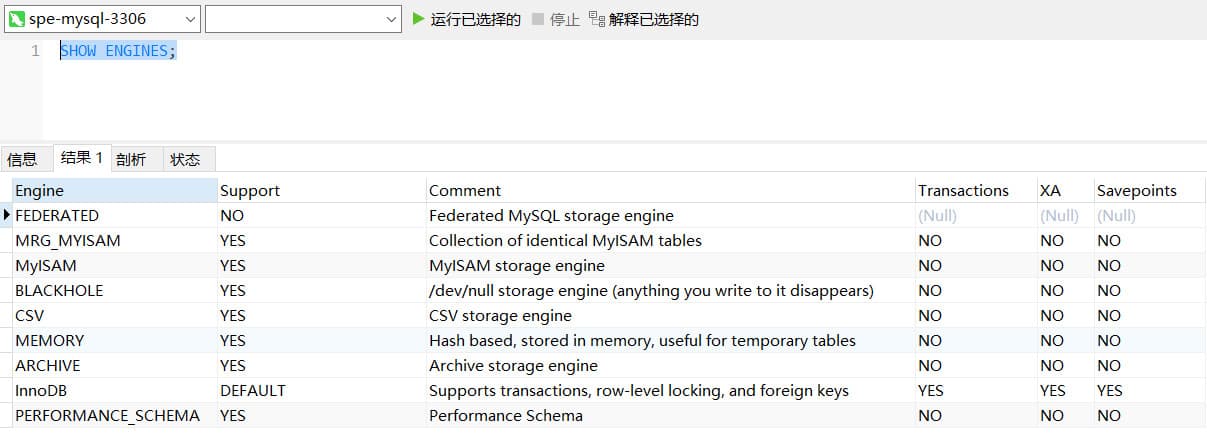 spe-mysql-3306 运行已选择的 停止 解释已选择的
1 SHOW ENGINES;
信息 结果 1 剖析 状态
Engine Support Comment Transactions XA Savepoints
FEDERATED NO Federated MySQL storage engine (Null) (Null) (Null)
MRG_MYISAM YES Collection of identical MyISAM tables NO NO NO
MyISAM YES MyISAM storage engine NO NO NO
BLACKHOLE YES /dev/null storage engine (anything you write to it disappears) NO NO NO
CSV YES CSV storage engine NO NO NO
MEMORY YES Hash based, stored in memory, useful for temporary tables NO NO NO
ARCHIVE YES Archive storage engine NO NO NO
InnoDB DEFAULT Supports transactions, row-level locking, and foreign keys YES YES YES
PERFORMANCE_SCHEMA YES Performance Schema NO NO NO